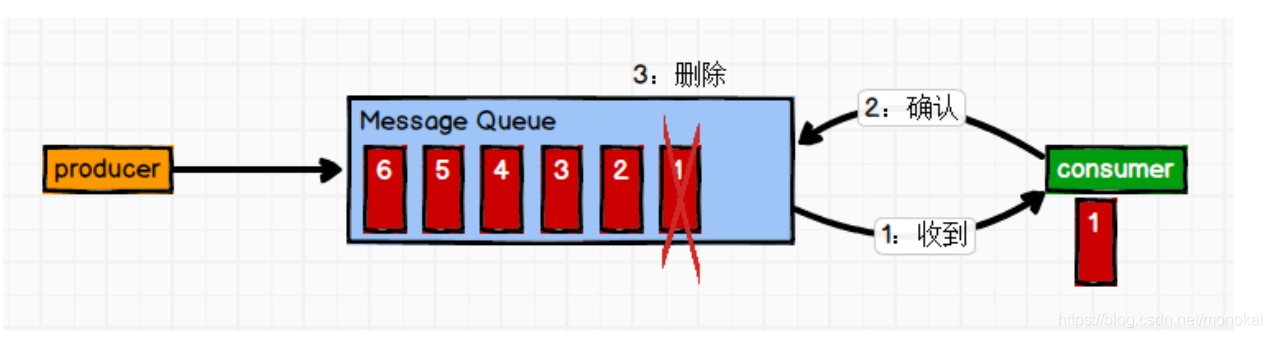 3：删除
Message Queue
2：确认
producer
6 5 4 3 2 1
consumer
1：收到
1
https://blog.csdn.net/monokai